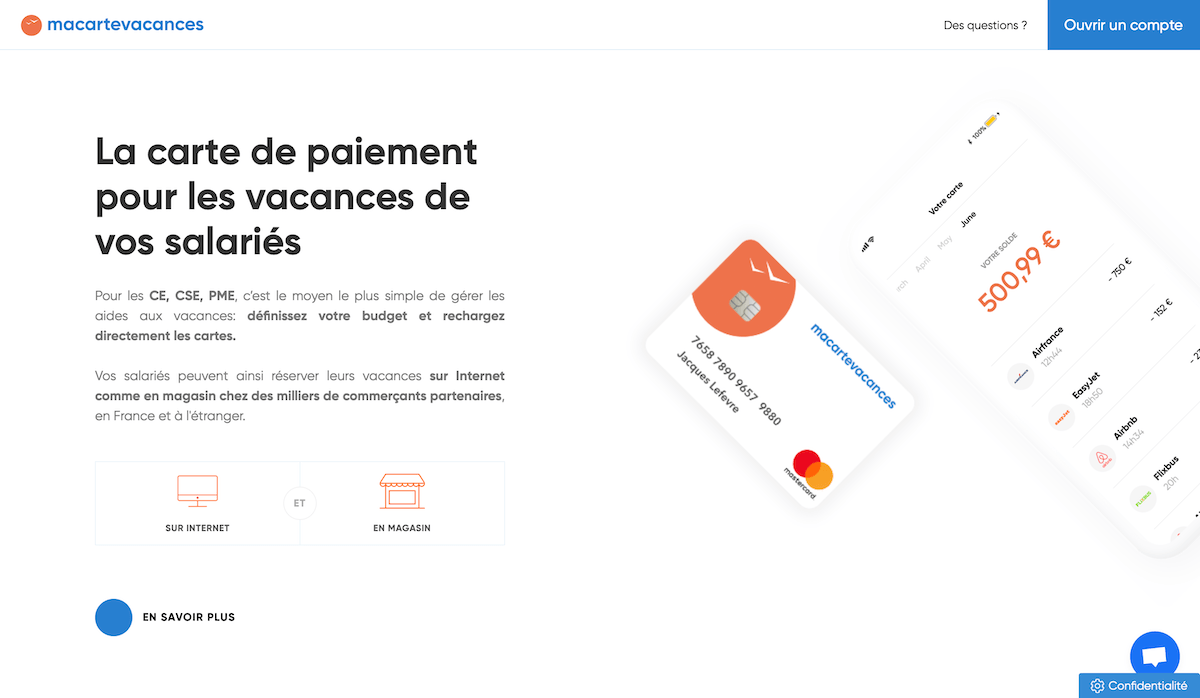 macartevacances
Des questions ?
Ouvrir un compte
La carte de paiement
pour les vacances de
vos salariés
Pour les CE, CSE, PME, c'est le moyen le plus simple de gérer les
aides aux vacances: définissez votre budget et rechargez
directement les cartes.
Vos salariés peuvent ainsi réserver leurs vacances sur Internet
comme en magasin chez des milliers de commerçants partenaires,
en France et à l'étranger.
SUR INTERNET
ET
EN MAGASIN
EN SAVOIR PLUS
macartevacances
7658 7890 9657 9880
Jacques Lefevre
mastercard
100%
Votre carte
April May June
VOTRE SOLDE
500,99 €
Airfrance
12h44
- 750 €
EasyJet
18h50
- 152 €
Airbnb
14h34
Flixbus
20h
Confidentialité